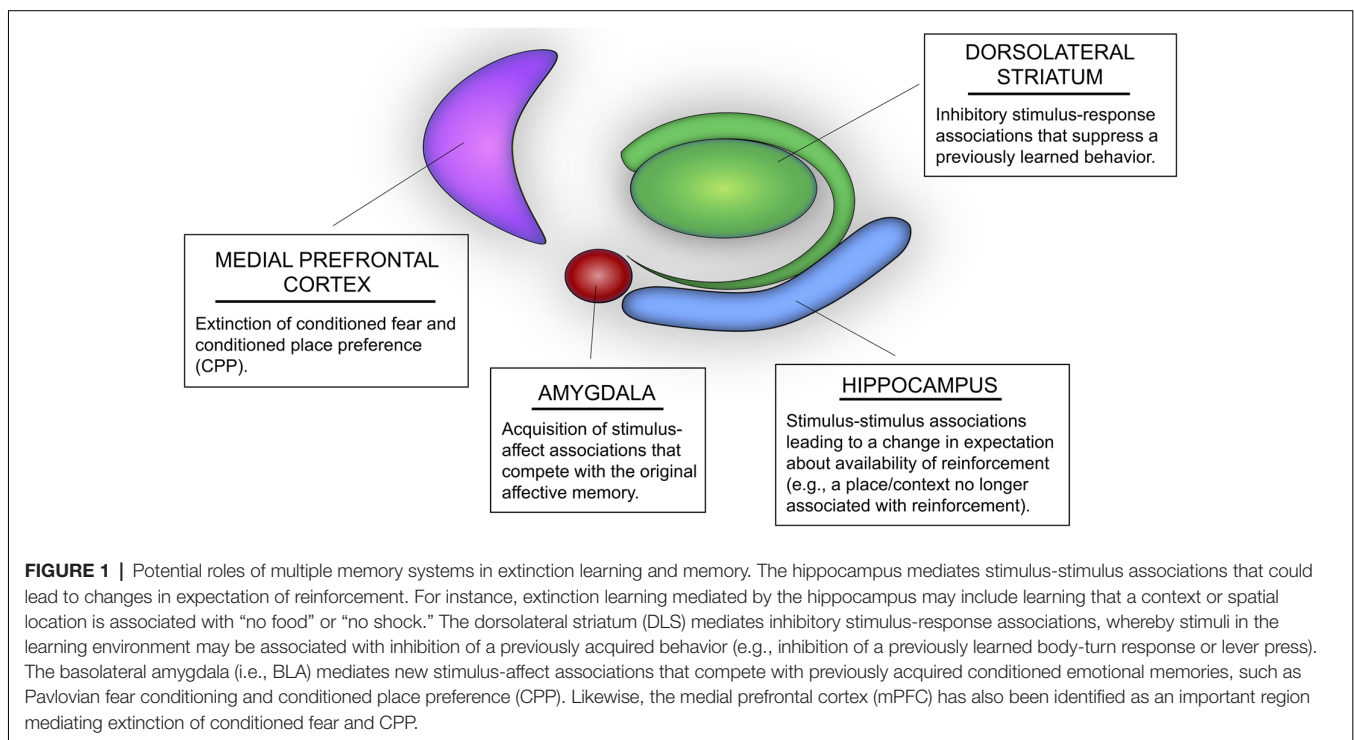 DORSOLATERAL
STRIATUM
Inhibitory stimulus-response
associations that suppress a
previously learned behavior.
MEDIAL PREFRONTAL
CORTEX
Extinction of conditioned fear and
conditioned place preference
(CPP).
AMYGDALA
Acquisition of stimulus-
affect associations that
compete with the original
affective memory.
HIPPOCAMPUS
Stimulus-stimulus associations
leading to a change in expectation
about availability of reinforcement
(e.g., a place/context no longer
associated with reinforcement).
FIGURE 1 | Potential roles of multiple memory systems in extinction learning and memory. The hippocampus mediates stimulus-stimulus associations that could
lead to changes in expectation of reinforcement. For instance, extinction learning mediated by the hippocampus may include learning that a context or spatial
location is associated with “no food” or “no shock.” The dorsolateral striatum (DLS) mediates inhibitory stimulus-response associations, whereby stimuli in the
learning environment may be associated with inhibition of a previously acquired behavior (e.g., inhibition of a previously learned body-turn response or lever press).
The basolateral amygdala (i.e., BLA) mediates new stimulus-affect associations that compete with previously acquired conditioned emotional memories, such as
Pavlovian fear conditioning and conditioned place preference (CPP). Likewise, the medial prefrontal cortex (mPFC) has also been identified as an important region
mediating extinction of conditioned fear and CPP.